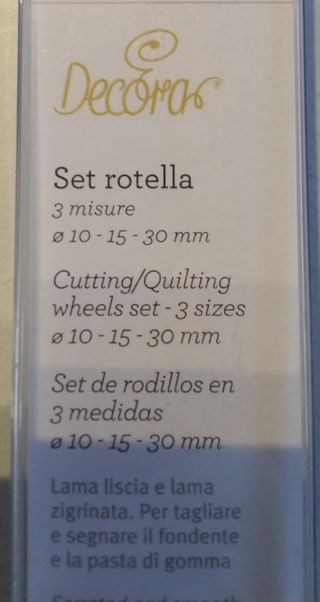 Decora
Set rotella
3 misure
ø 10 - 15 - 30 mm
Cutting/Quilting
wheels set - 3 sizes
ø 10 - 15 - 30 mm
Set de rodillos en
3 medidas
ø 10 - 15 - 30 mm
Lama liscia e lama
zigrinata. Per tagliare
e segnare il fondente
e la pasta di gomma